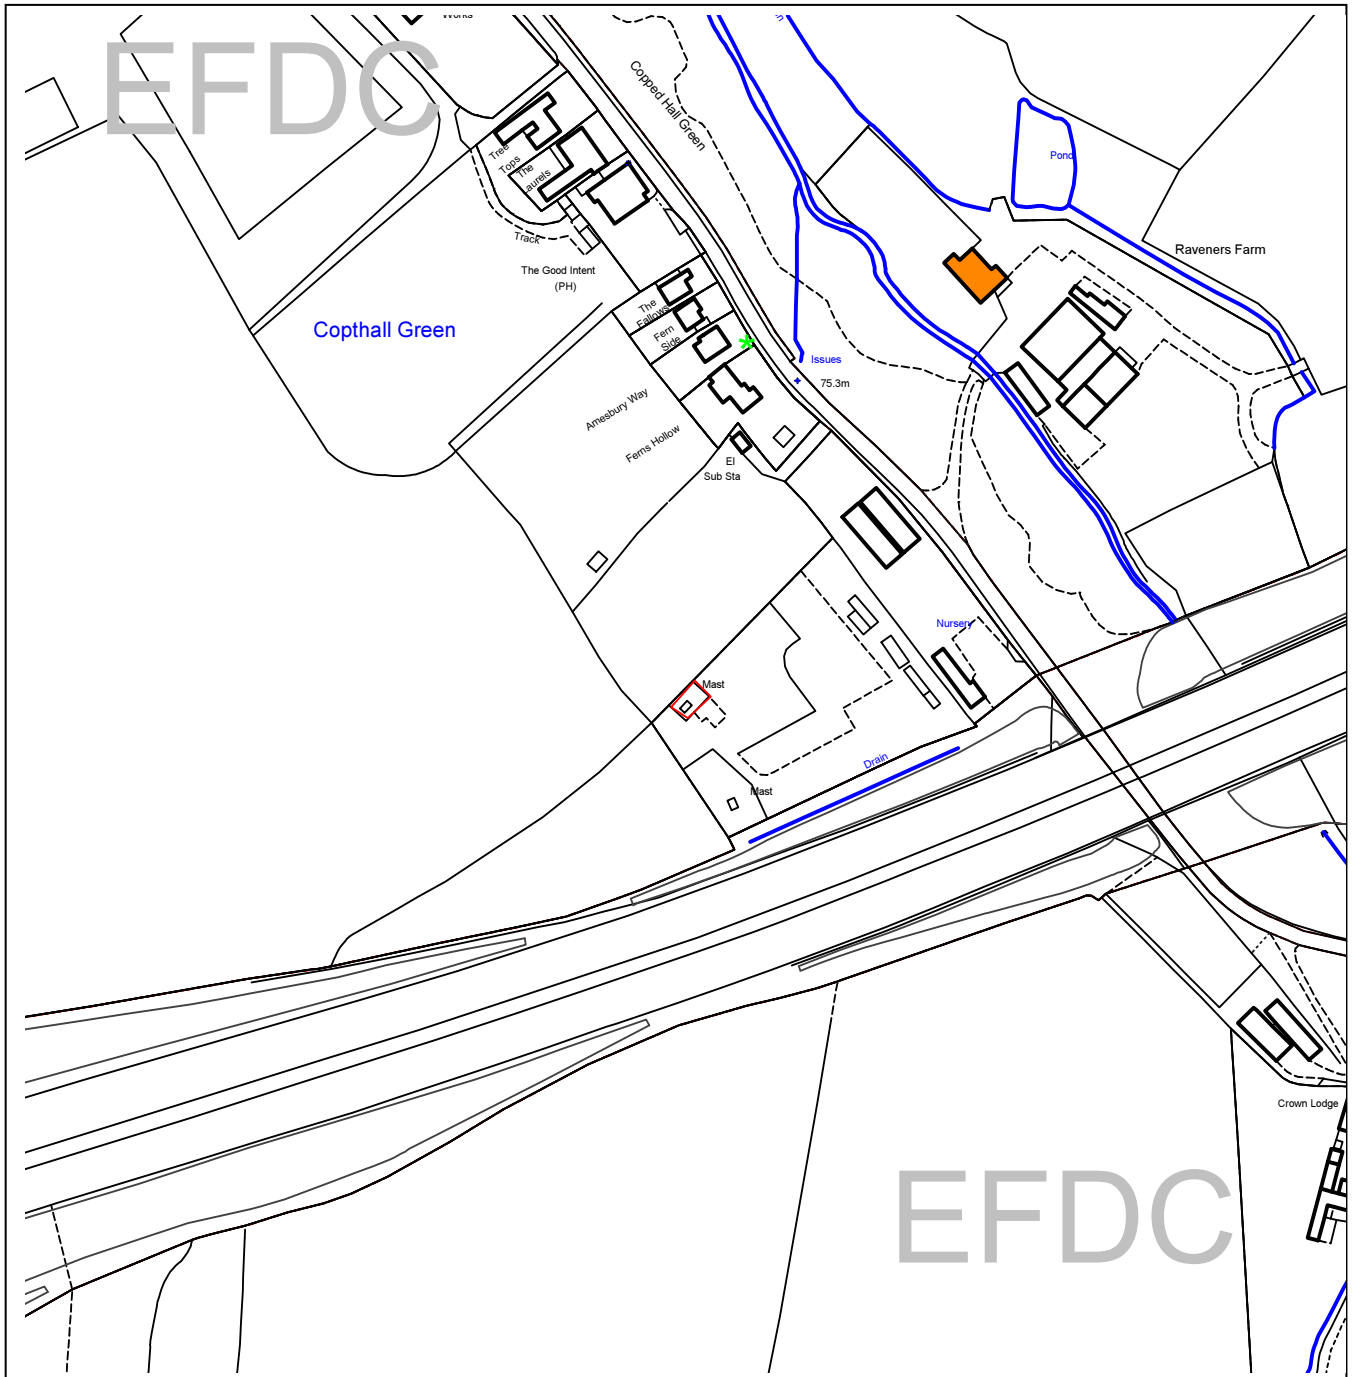 Works
EFDC
Copped Hall Green
Pond
Tree
Tops
The
Laurels
Track
Raveners Farm
The Good Intent
(PH)
The
Fallows
Fern
Side
Copthall Green
Issues
75.3m
Amesbury Way
Ferns Hollow
El
Sub Sta
Nursery
Mast
Drain
Mast
Crown Lodge
EFDC